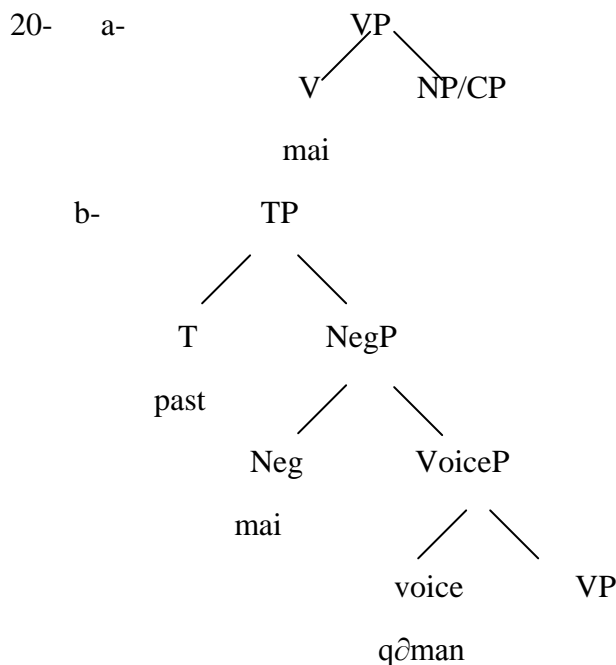 20- a- VP
V NP/CP
mai
b- TP
T NegP
past
Neg VoiceP
mai
voice VP
q∂man